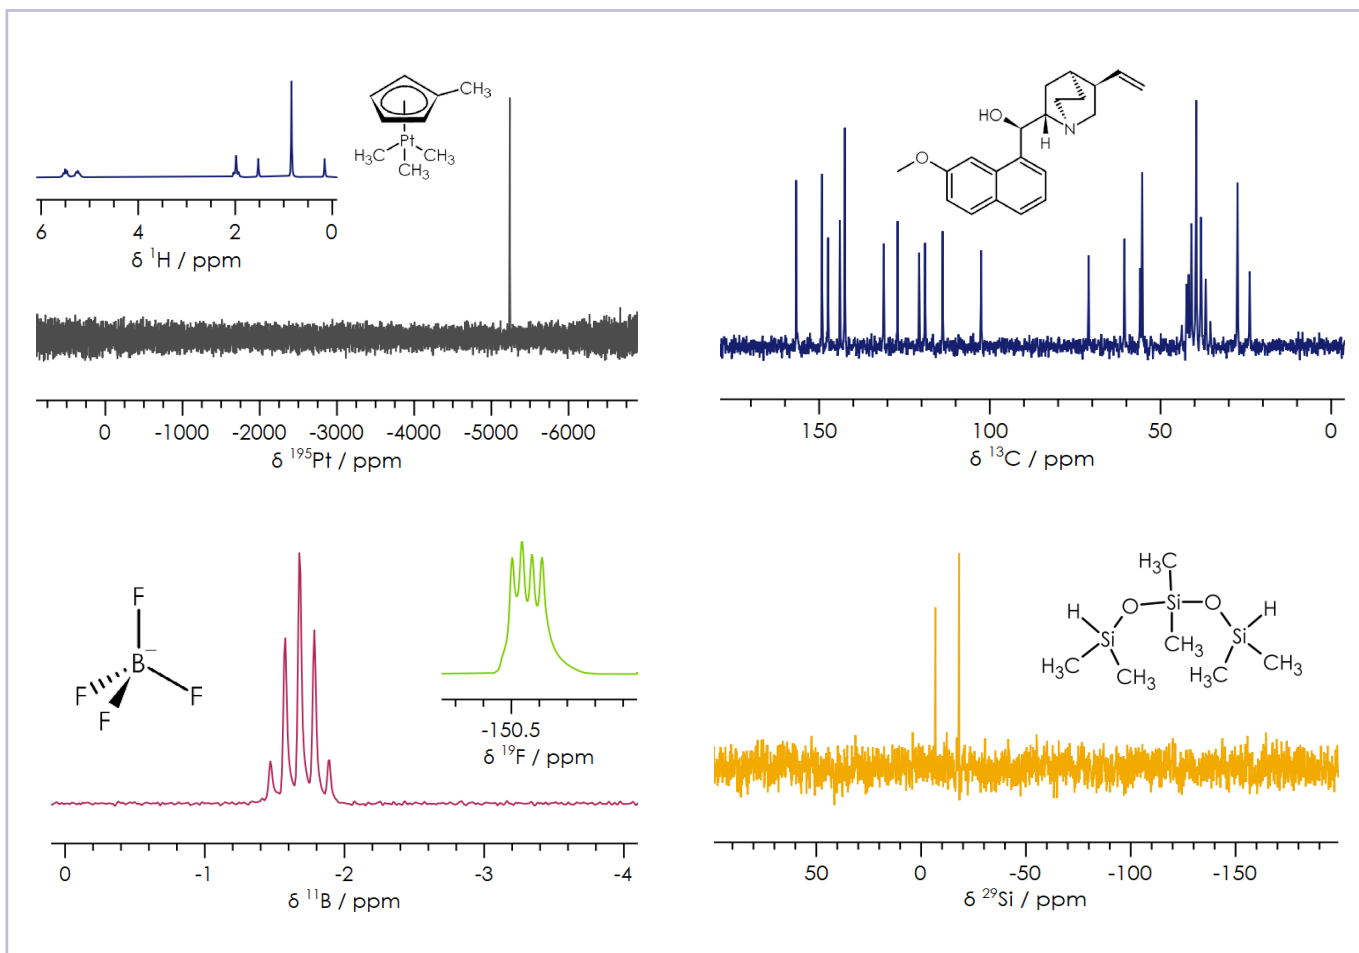 CH₃
Pt
H₃C
CH₃
CH₃
6 4 2 0
δ ¹H / ppm
0 -1000 -2000 -3000 -4000 -5000 -6000
δ ¹⁹⁵Pt / ppm
HO
H
N
O
150 100 50 0
δ ¹³C / ppm
F
B⁻
F
F
F
-150.5
δ ¹⁹F / ppm
0 -1 -2 -3 -4
δ ¹¹B / ppm
H₃C
H O Si O H
Si CH₃ Si
H₃C CH₃ H₃C CH₃
50 0 -50 -100 -150
δ ²⁹Si / ppm